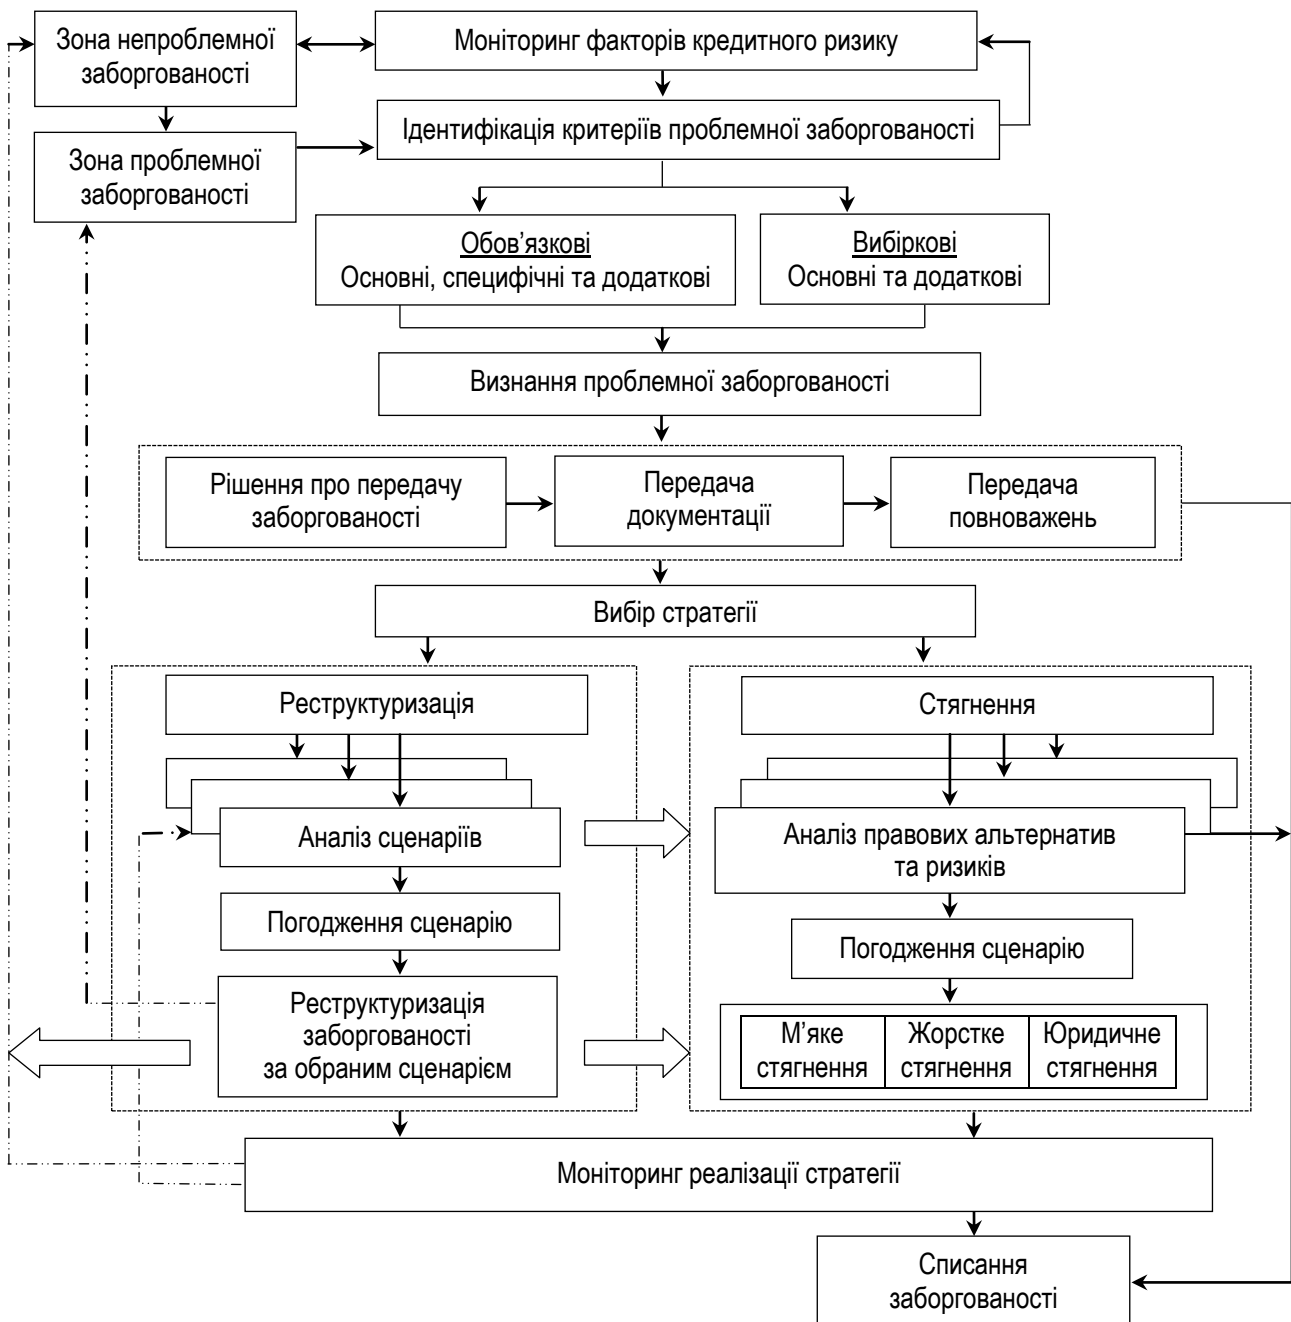 Зона непроблемної
заборгованості
Моніторинг факторів кредитного ризику
Ідентифікація критеріїв проблемної заборгованості
Зона проблемної
заборгованості
Обов’язкові
Основні, специфічні та додаткові
Вибіркові
Основні та додаткові
Визнання проблемної заборгованості
Рішення про передачу
заборгованості
Передача
документації
Передача
повноважень
Вибір стратегії
Реструктуризація
Стягнення
Аналіз сценаріїв
Аналіз правових альтернатив
та ризиків
Погодження сценарію
Погодження сценарію
Реструктуризація
заборгованості
за обраним сценарієм
М’яке
стягнення
Жорстке
стягнення
Юридичне
стягнення
Моніторинг реалізації стратегії
Списання
заборгованості